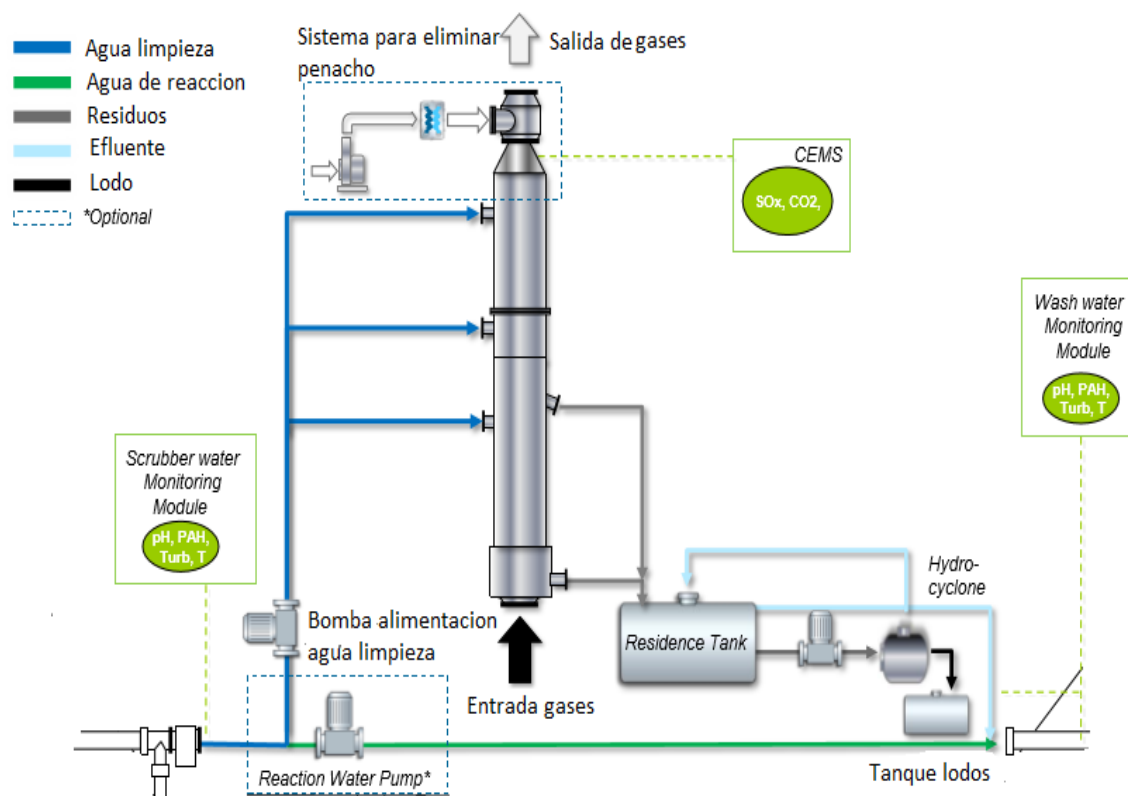 Agua limpieza
Agua de reaccion
Residuos
Efluente
Lodo
*Optional
Sistema para eliminar
penacho
Salida de gases
CEMS
SOx, CO2,
Wash water
Monitoring
Module
pH, PAH,
Turb, T
Scrubber water
Monitoring
Module
pH, PAH,
Turb, T
Bomba alimentacion
agua limpieza
Entrada gases
Residence Tank
Hydro-
cyclone
Reaction Water Pump*
Tanque lodos